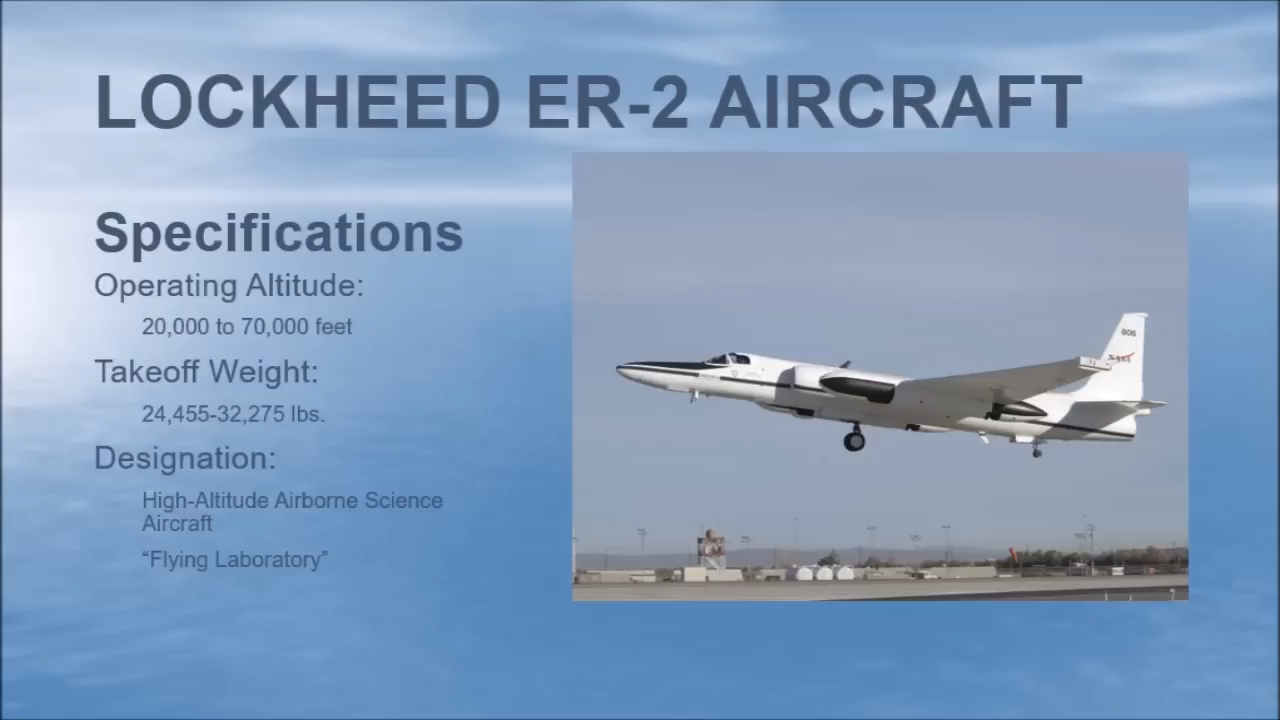 LOCKHEED ER-2 AIRCRAFT
Specifications
Operating Altitude:
20,000 to 70,000 feet
Takeoff Weight:
24,455-32,275 lbs.
Designation:
High-Altitude Airborne Science
Aircraft
“Flying Laboratory”
806
NASA